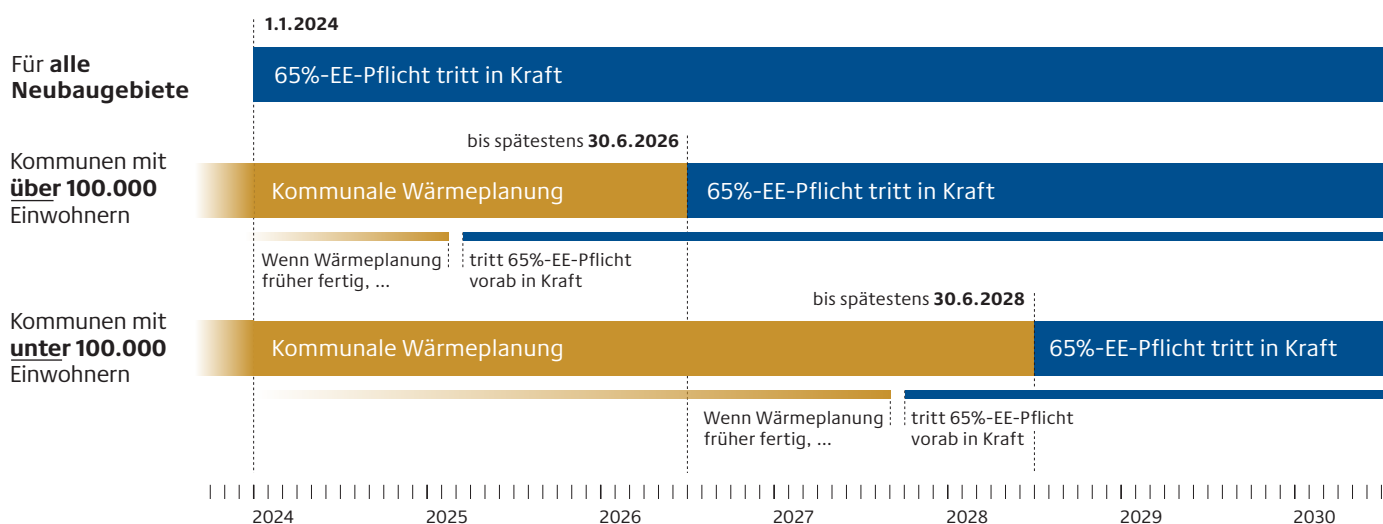 1.1.2024
Für alle
Neubaugebiete
65%-EE-Pflicht tritt in Kraft
bis spätestens 30.6.2026
Kommunen mit
über 100.000
Einwohnern
Kommunale Wärmeplanung
65%-EE-Pflicht tritt in Kraft
Wenn Wärmeplanung
früher fertig, ...
tritt 65%-EE-Pflicht
vorab in Kraft
bis spätestens 30.6.2028
Kommunen mit
unter 100.000
Einwohnern
Kommunale Wärmeplanung
65%-EE-Pflicht tritt in Kraft
Wenn Wärmeplanung
früher fertig, ...
tritt 65%-EE-Pflicht
vorab in Kraft
2024 2025 2026 2027 2028 2029 2030